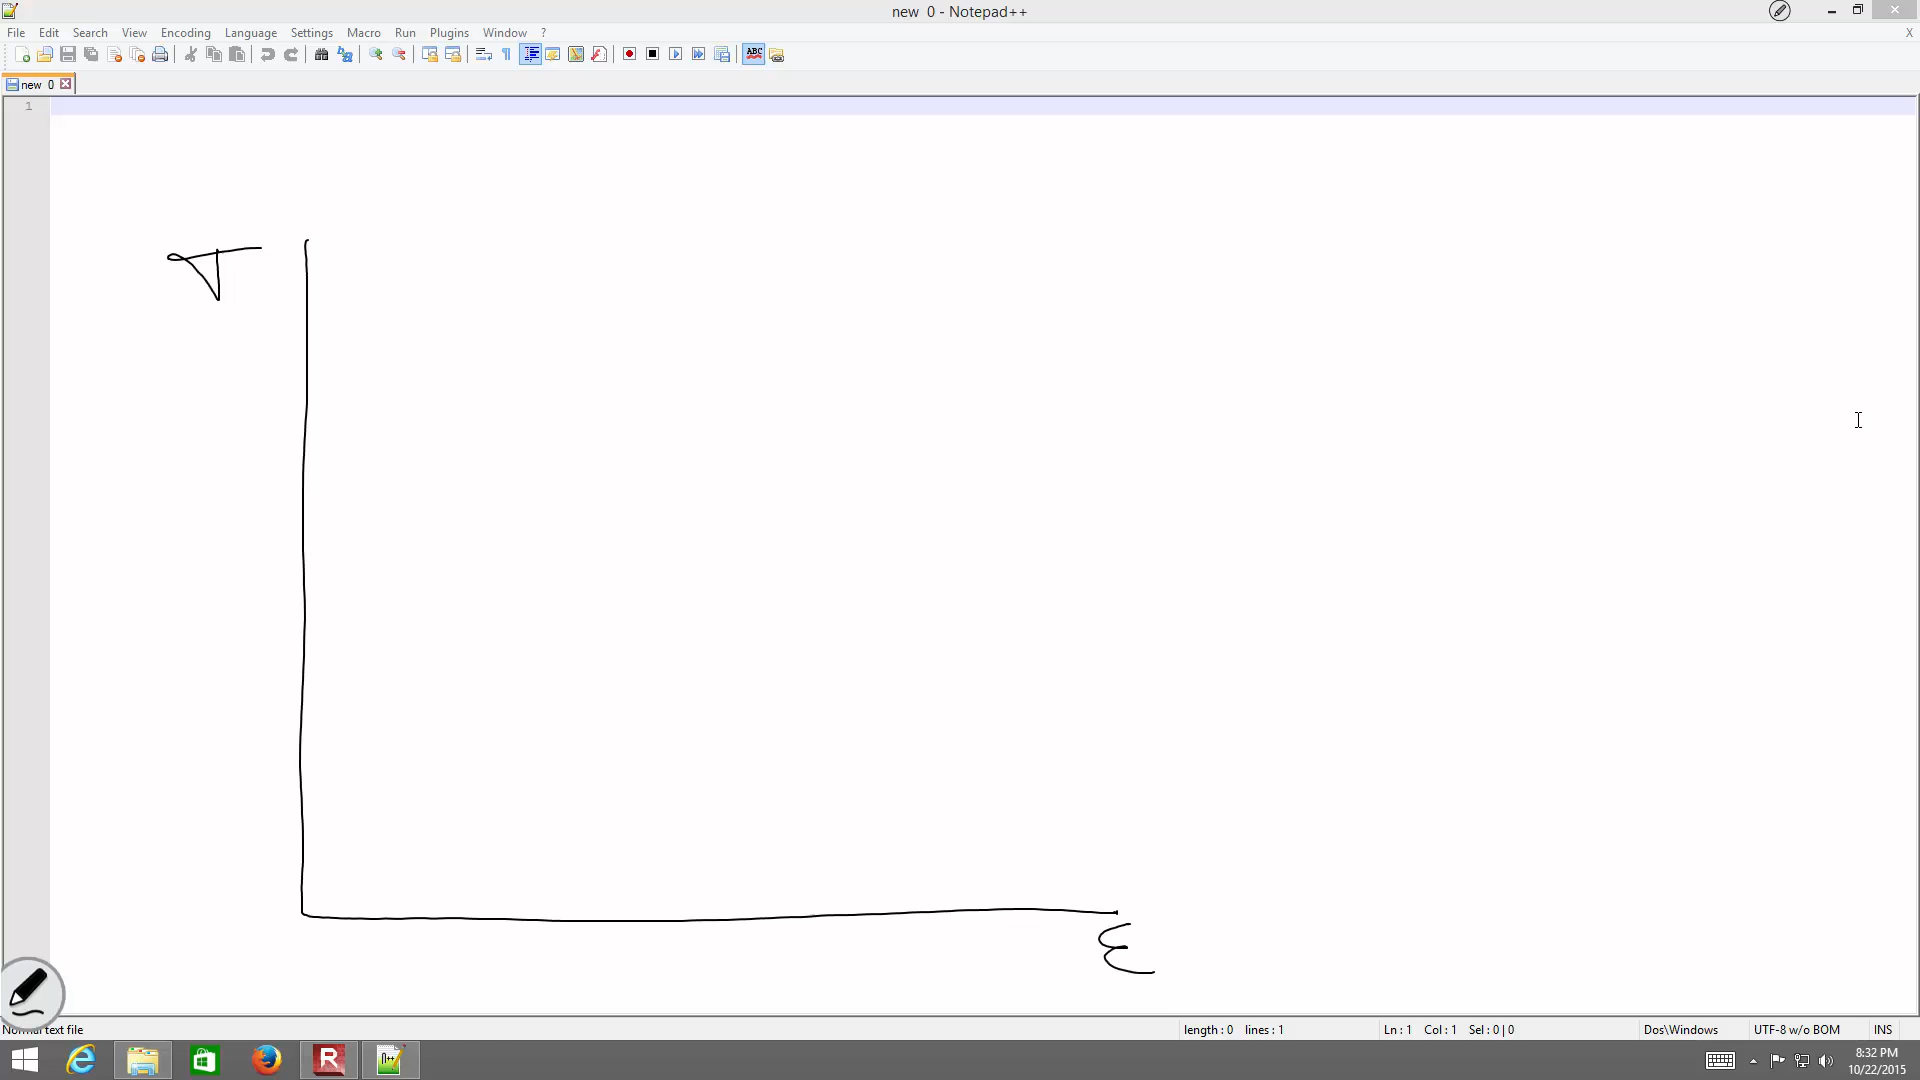 new 0 - Notepad++
File Edit Search View Encoding Language Settings Macro Run Plugins Window ? X
ABC
new 0
1
σ
ε
Normal text file length : 0 lines : 1 Ln : 1 Col : 1 Sel : 0 | 0 Dos\Windows UTF-8 w/o BOM INS
8:32 PM
10/22/2015